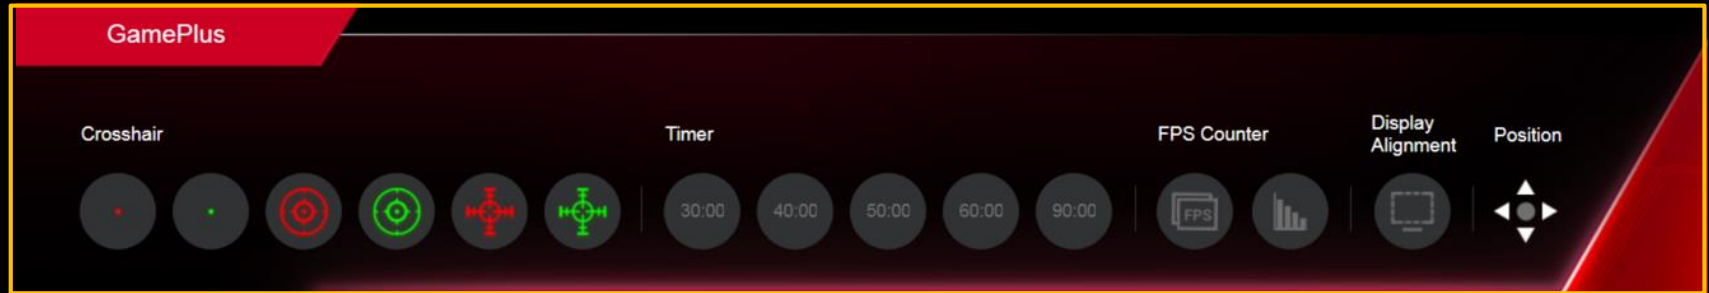 GamePlus
Crosshair
Timer
FPS Counter
Display
Alignment
Position
30:00
40:00
50:00
60:00
90:00
FPS